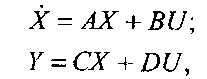 Ẋ = AX + BU;
Y = CX + DU,